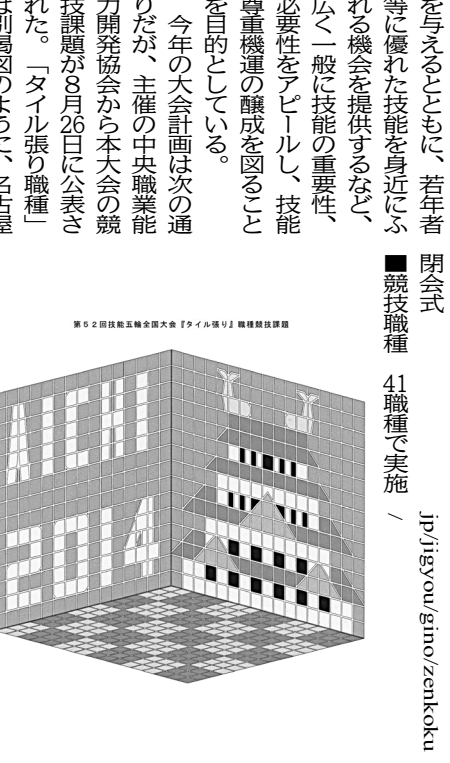 を与えるとともに、若年者
等に優れた技能を身近にふ
れる機会を提供するなど、
広く一般に技能の重要性、
必要性をアピールし、技能
尊重機運の醸成を図ること
を目的としている。
今年の大会計画は次の通
りだが、主催の中央職業能
力開発協会から本大会の競
技課題が8月26日に公表さ
れた。「タイル張り職種」
は別掲図のように、名古屋
閉会式
■競技職種 41職種で実施
jp/jigyou/gino/zenkoku
/
第52回技能五輪全国大会『タイル張り』職種競技課題
AICHI
2014